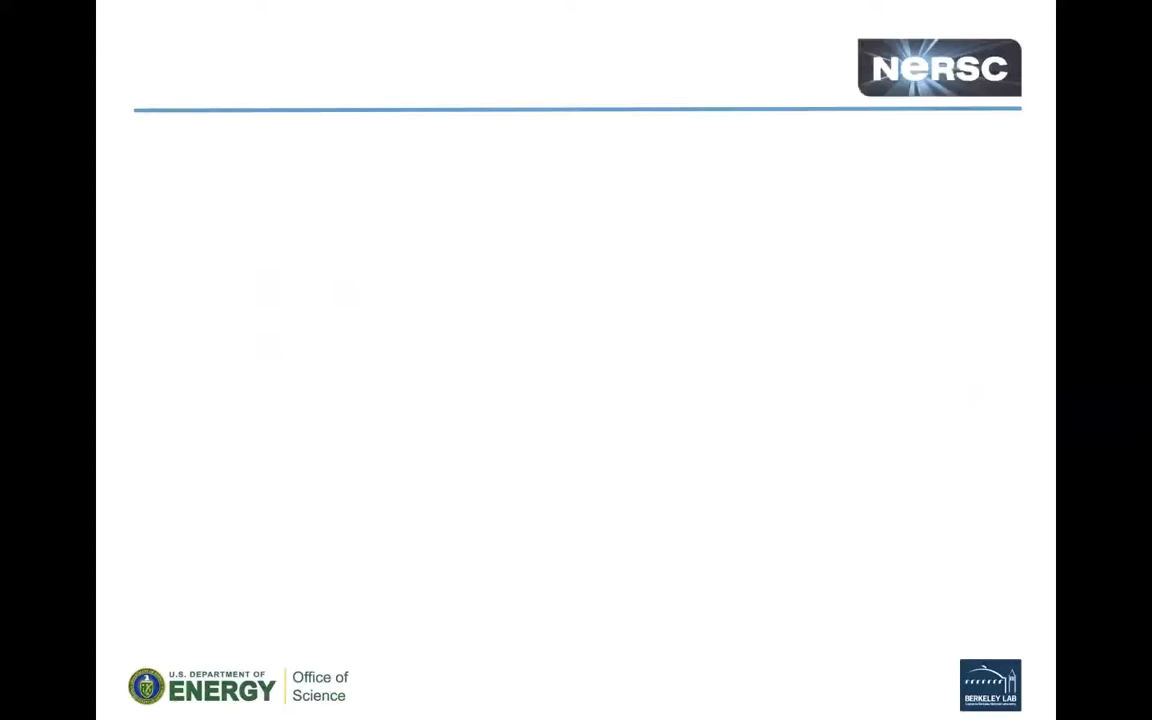 NERSC
U.S. DEPARTMENT OF
ENERGY
Office of
Science
BERKELEY LAB